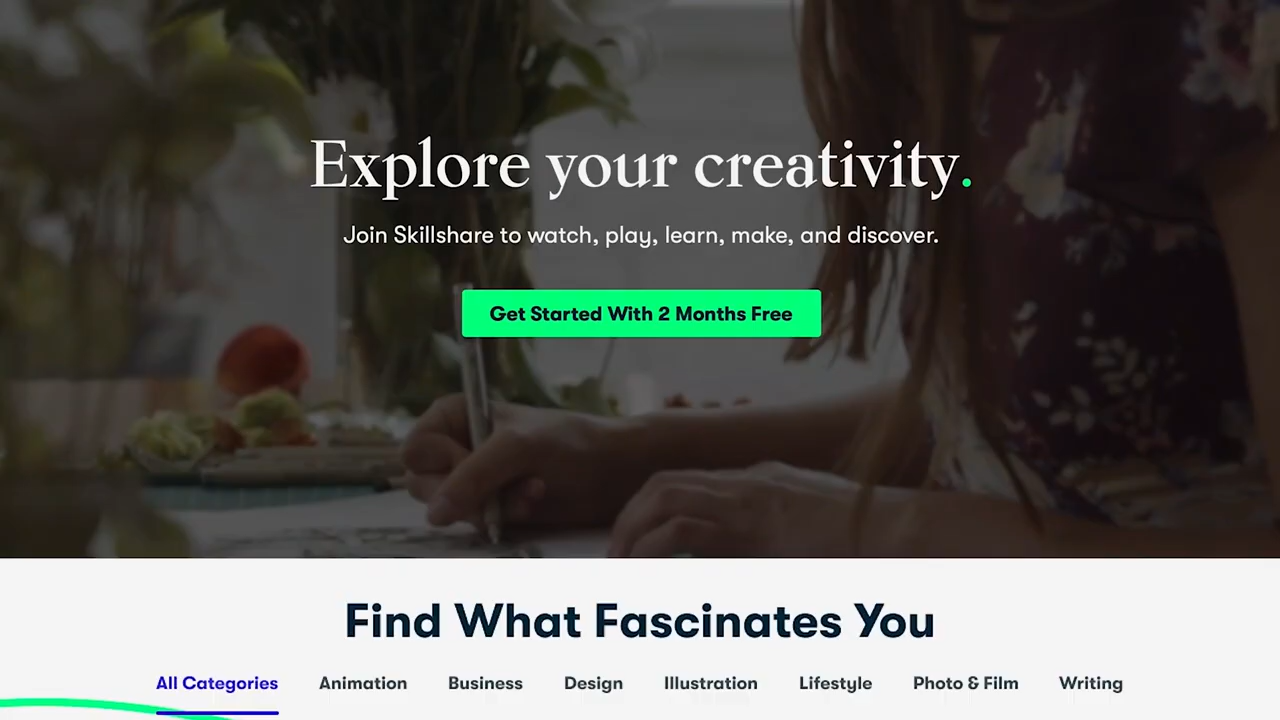 Explore your creativity.
Join Skillshare to watch, play, learn, make, and discover.
Get Started With 2 Months Free
Find What Fascinates You
All Categories Animation Business Design Illustration Lifestyle Photo & Film Writing